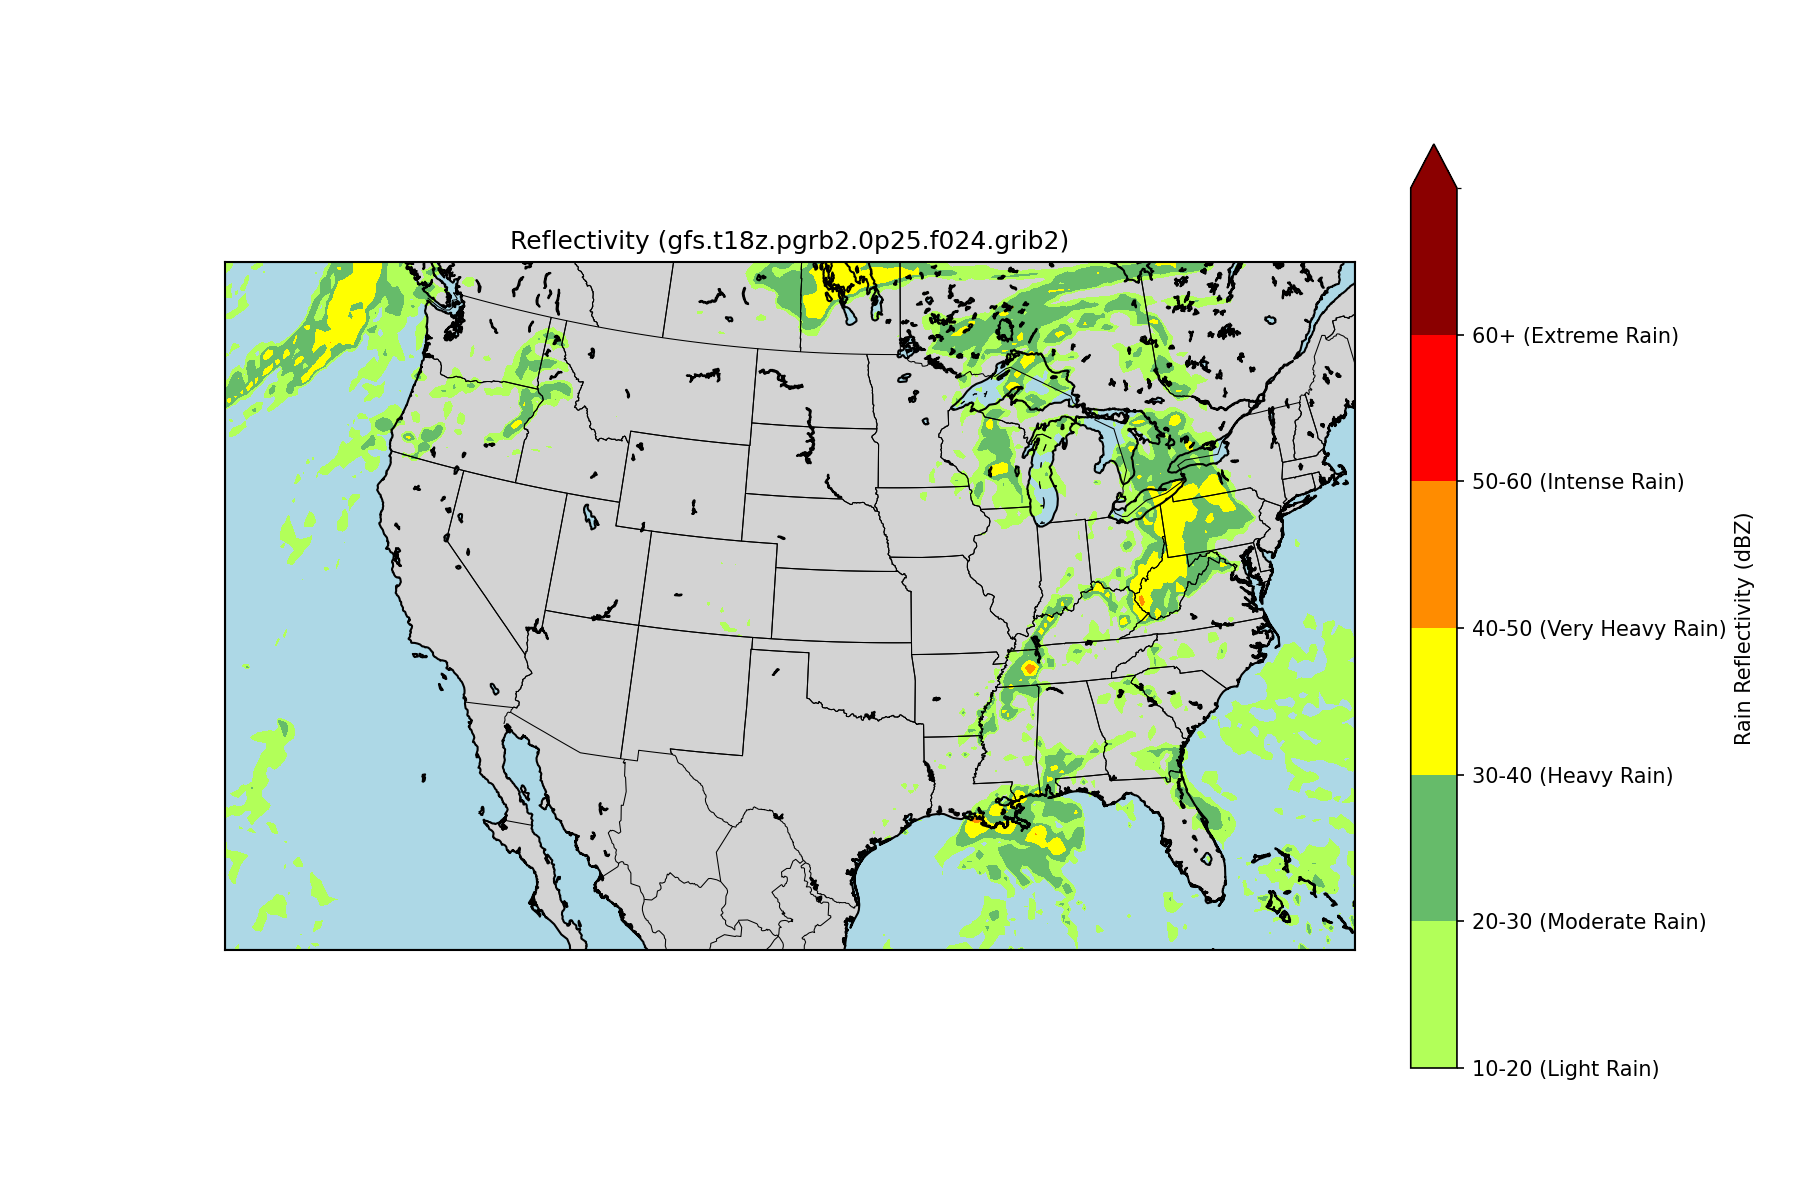 Reflectivity (gfs.t18z.pgrb2.0p25.f024.grib2)
60+ (Extreme Rain)
50-60 (Intense Rain)
40-50 (Very Heavy Rain)
30-40 (Heavy Rain)
20-30 (Moderate Rain)
10-20 (Light Rain)
Rain Reflectivity (dBZ)